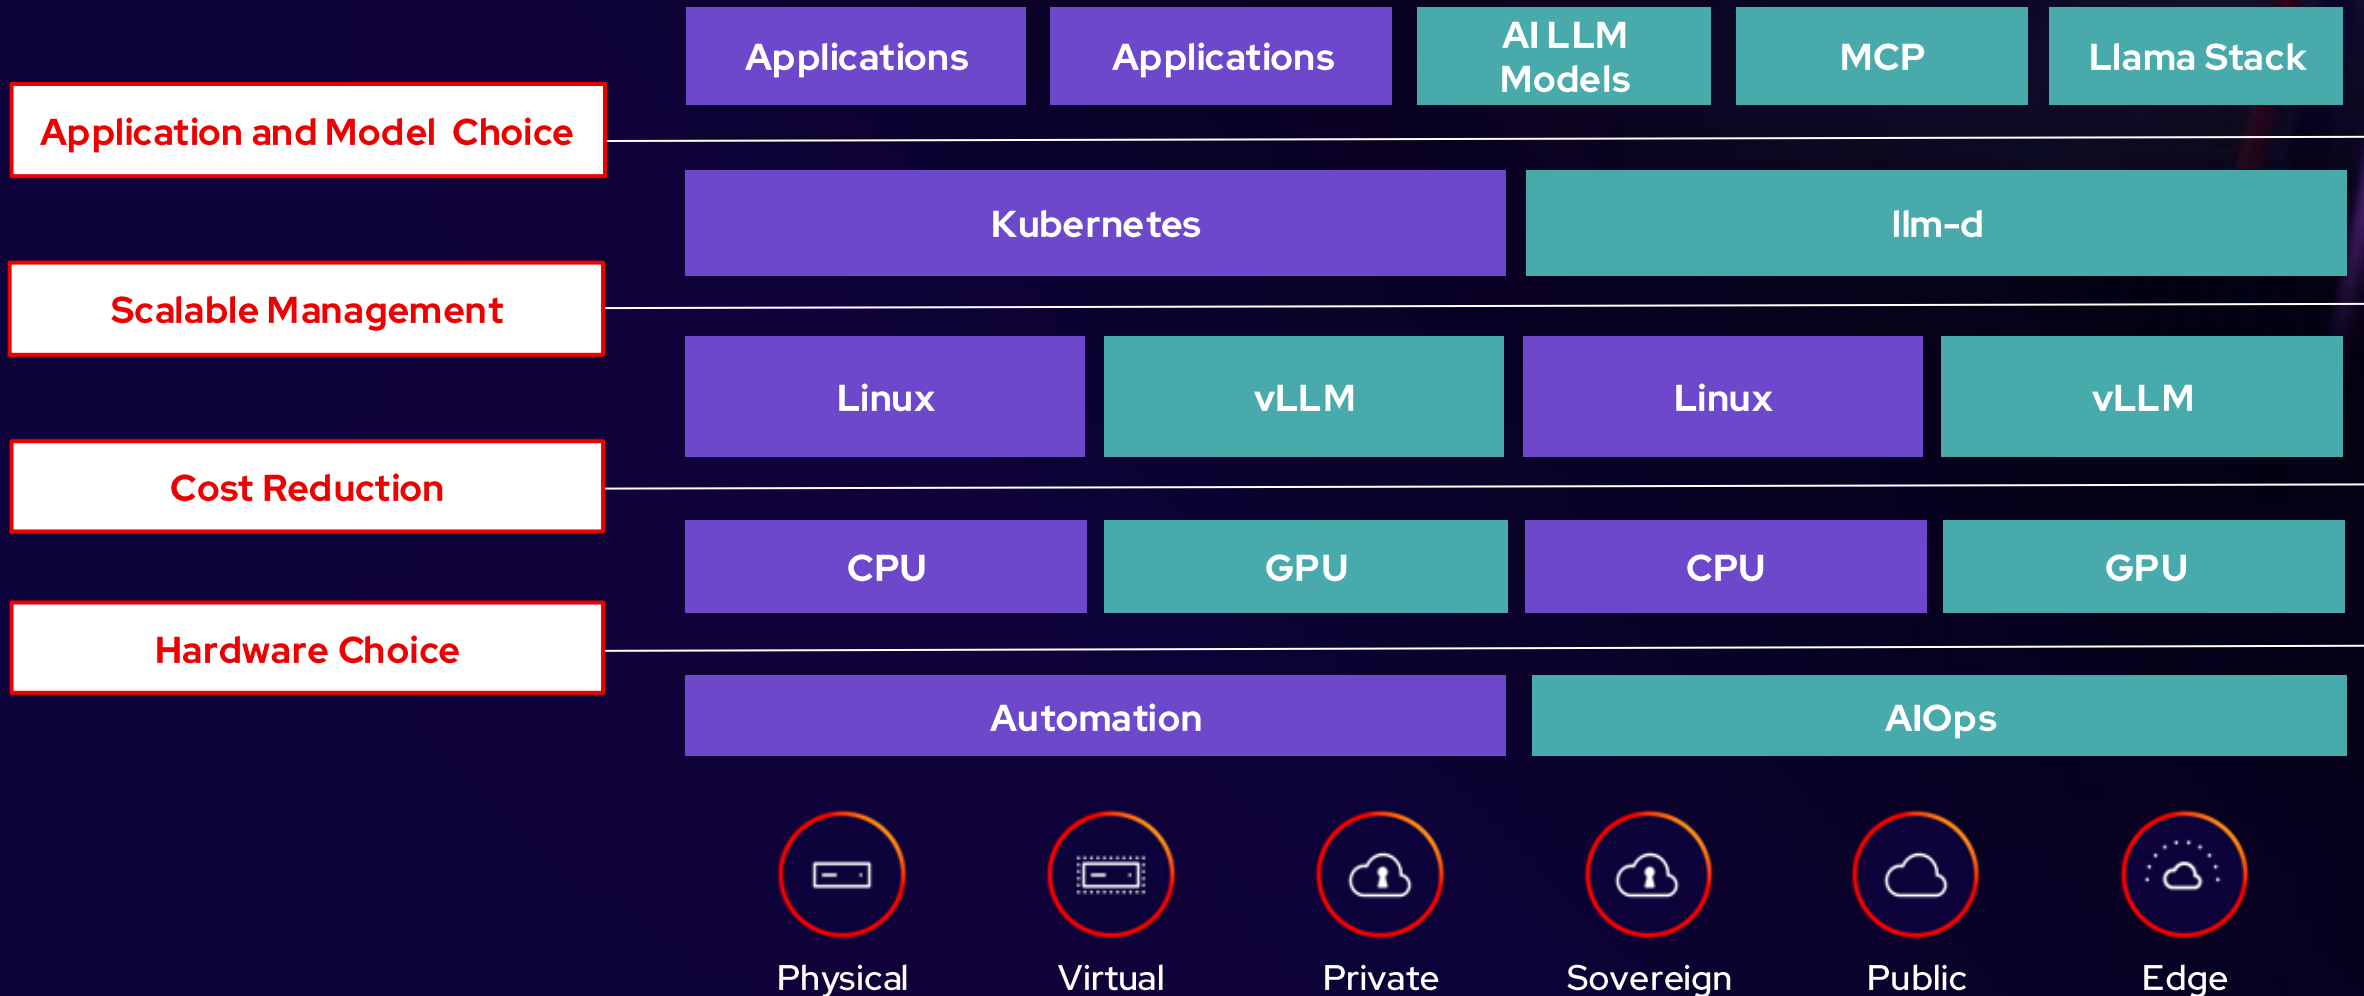 Applications
Applications
AI LLM
Models
MCP
Llama Stack
Application and Model Choice
Kubernetes
llm-d
Scalable Management
Linux
vLLM
Linux
vLLM
Cost Reduction
CPU
GPU
CPU
GPU
Hardware Choice
Automation
AIOps
Physical
Virtual
Private
Sovereign
Public
Edge